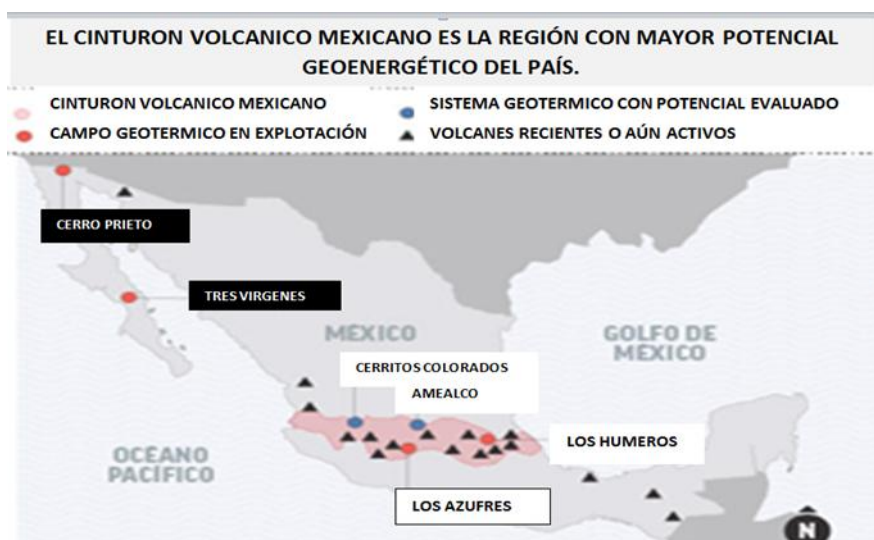 EL CINTURON VOLCANICO MEXICANO ES LA REGIÓN CON MAYOR POTENCIAL
GEOENERGÉTICO DEL PAÍS.
CINTURON VOLCANICO MEXICANO
SISTEMA GEOTERMICO CON POTENCIAL EVALUADO
CAMPO GEOTERMICO EN EXPLOTACIÓN
VOLCANES RECIENTES O AÚN ACTIVOS
CERRO PRIETO
TRES VIRGENES
MÉXICO
GOLFO DE
MÉXICO
CERRITOS COLORADOS
AMEALCO
OCÉANO
PACÍFICO
LOS HUMEROS
LOS AZUFRES
N